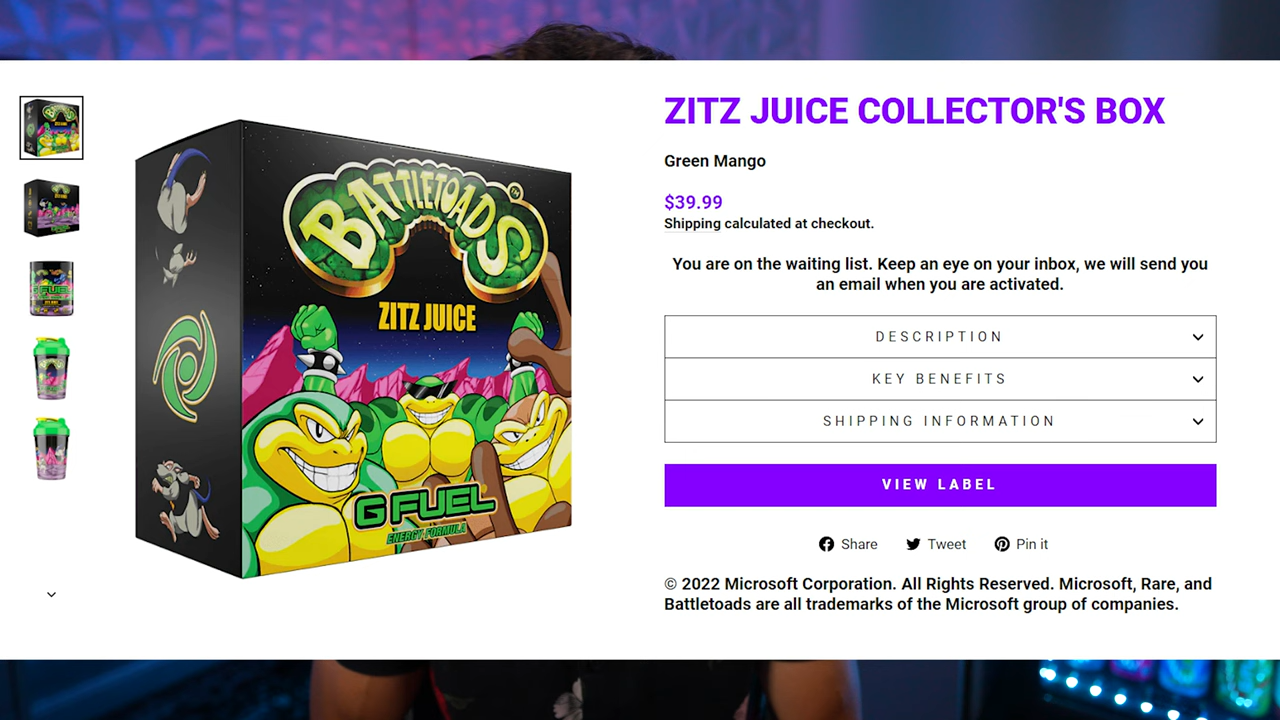 BATTLETOADS
ZITZ JUICE
G FUEL
ENERGY FORMULA
ZITZ JUICE COLLECTOR'S BOX
Green Mango
$39.99
Shipping calculated at checkout.
You are on the waiting list. Keep an eye on your inbox, we will send you
an email when you are activated.
DESCRIPTION
KEY BENEFITS
SHIPPING INFORMATION
VIEW LABEL
Share Tweet Pin it
© 2022 Microsoft Corporation. All Rights Reserved. Microsoft, Rare, and
Battletoads are all trademarks of the Microsoft group of companies.